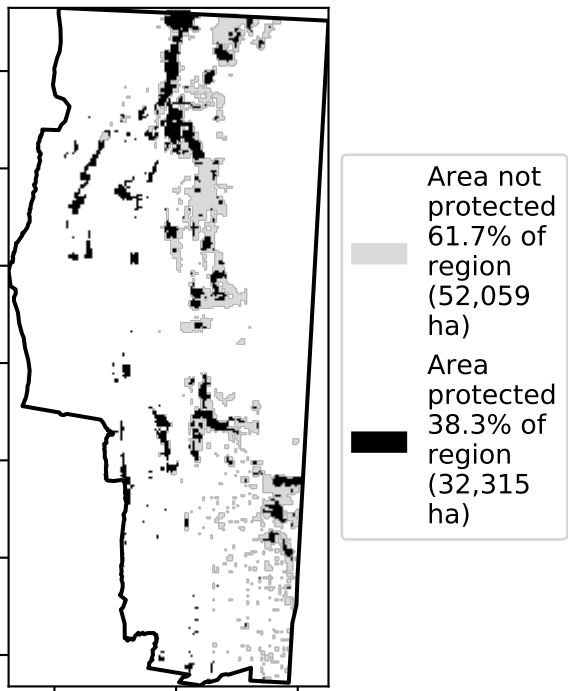 Area not
protected
61.7% of
region
(52,059
ha)
Area
protected
38.3% of
region
(32,315
ha)